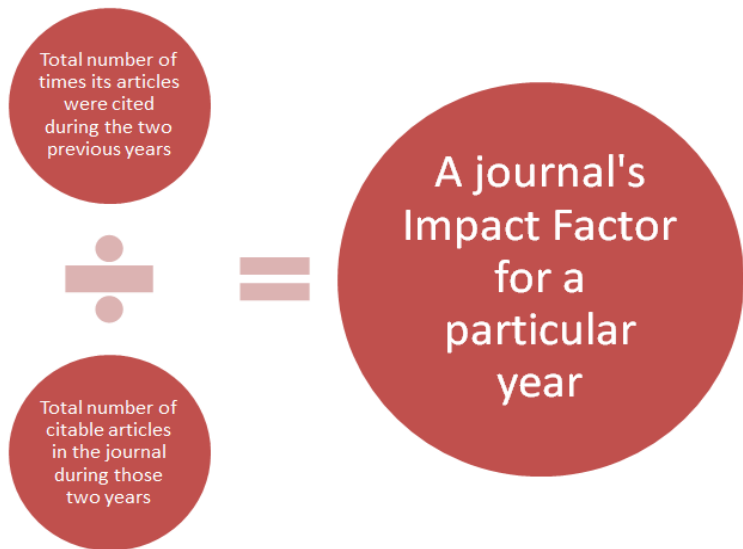 Total number of
times its articles
were cited
during the two
previous years
A journal's
Impact Factor
for a
particular
year
Total number of
citable articles
in the journal
during those
two years